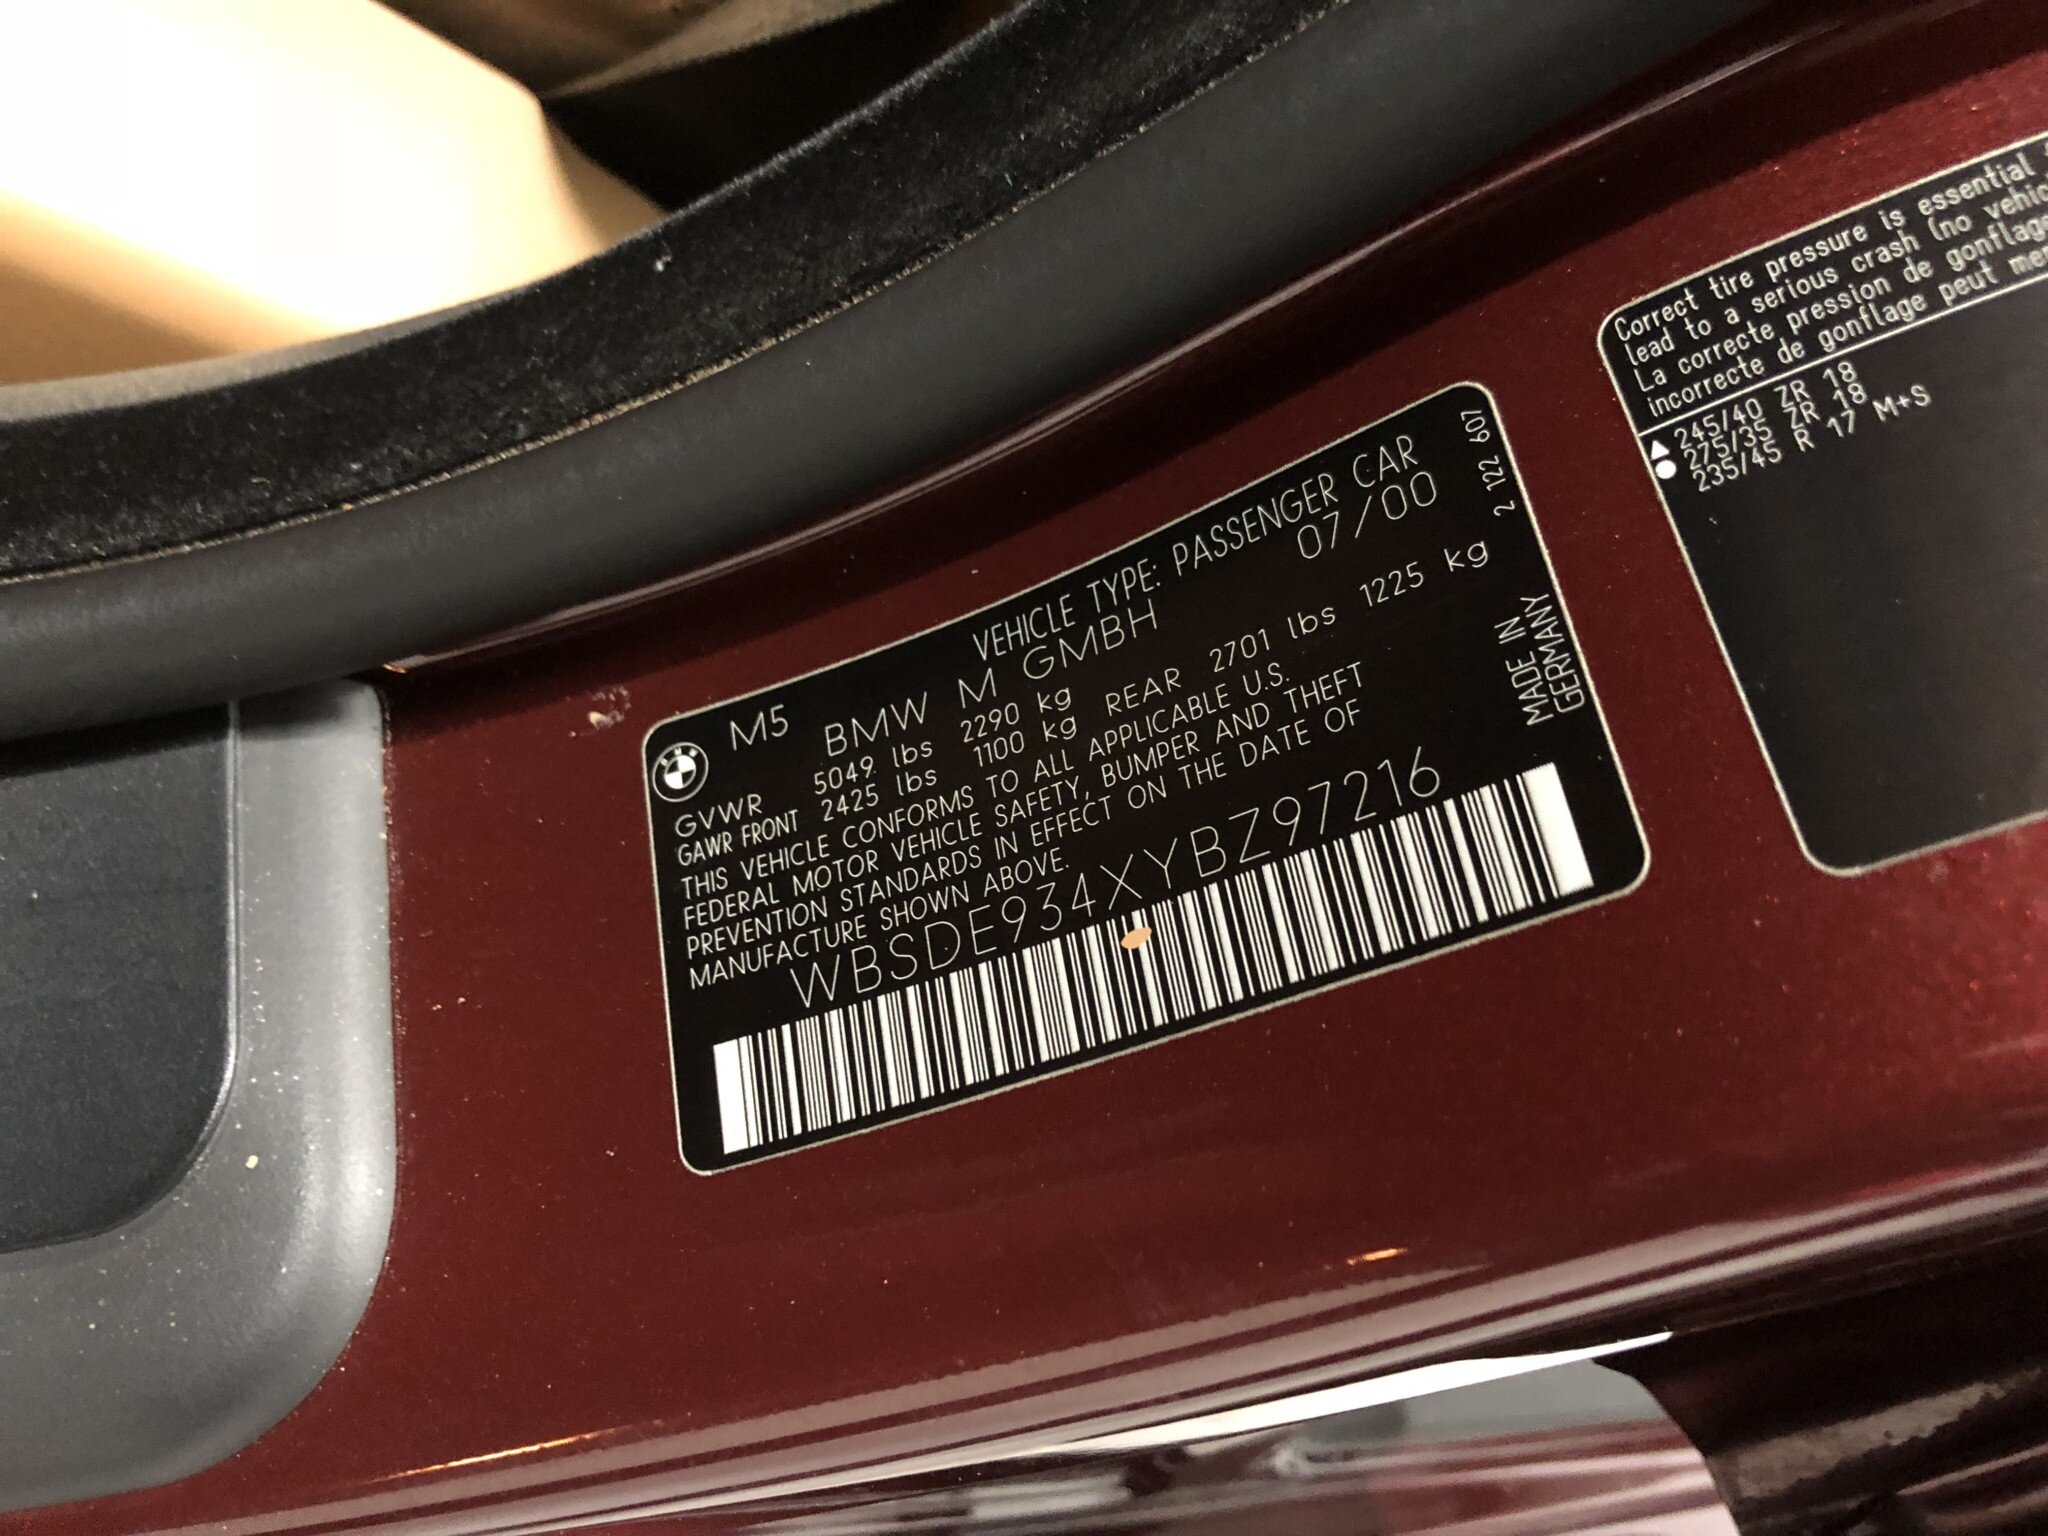 M5 VEHICLE TYPE: PASSENGER CAR
BMW M GMBH 07/00
GVWR 5049 lbs 2290 kg
GAWR FRONT 2425 lbs 1100 kg REAR 2701 lbs 1225 kg
THIS VEHICLE CONFORMS TO ALL APPLICABLE U.S.
FEDERAL MOTOR VEHICLE SAFETY, BUMPER AND THEFT
PREVENTION STANDARDS IN EFFECT ON THE DATE OF
MANUFACTURE SHOWN ABOVE.
WBSDE934XYBZ97216
2 122 607
MADE IN
GERMANY
Correct tire pressure is essential
lead to a serious crash (no
La correcte pression de
incorrecte de gonflage peut
245/40 ZR 18
275/35 ZR 18
235/45 R 17 M+S